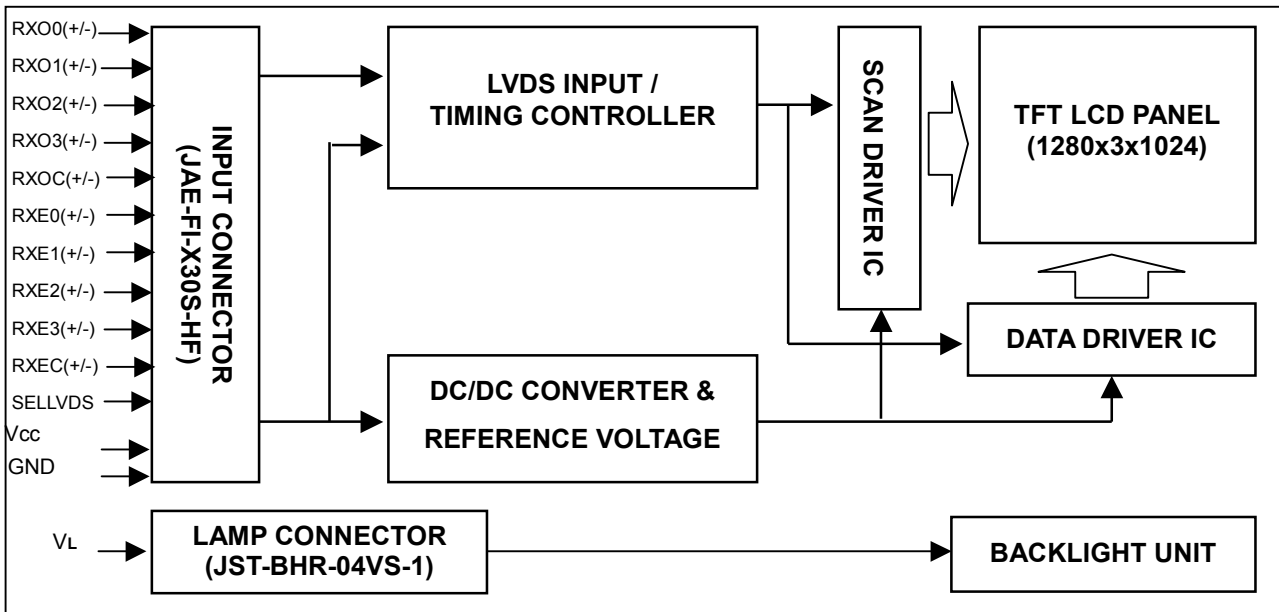 RXO0(+/-)
RXO1(+/-)
RXO2(+/-)
RXO3(+/-)
RXOC(+/-)
RXE0(+/-)
RXE1(+/-)
RXE2(+/-)
RXE3(+/-)
RXEC(+/-)
SELLVDS
Vcc
GND
VL
INPUT CONNECTOR
(JAE-FI-X30S-HF)
LVDS INPUT /
TIMING CONTROLLER
DC/DC CONVERTER &
REFERENCE VOLTAGE
SCAN DRIVER IC
TFT LCD PANEL
(1280x3x1024)
DATA DRIVER IC
LAMP CONNECTOR
(JST-BHR-04VS-1)
BACKLIGHT UNIT